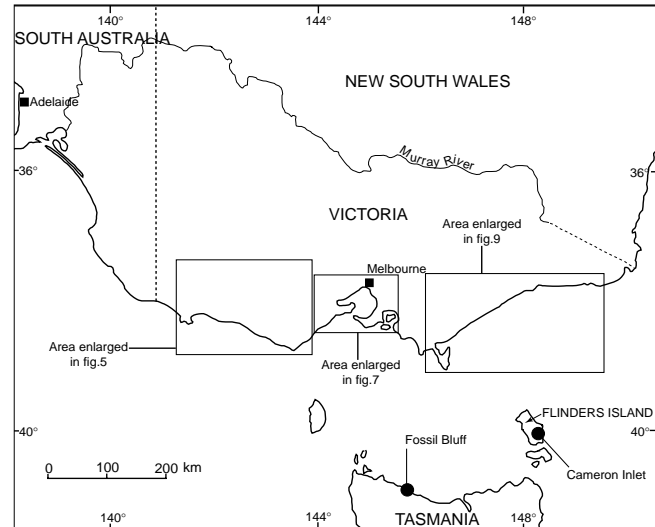 140°
144°
148°
SOUTH AUSTRALIA
NEW SOUTH WALES
Adelaide
Murray River
36°
36°
VICTORIA
Area enlarged
in fig.9
Melbourne
Area enlarged
in fig.5
Area enlarged
in fig.7
FLINDERS ISLAND
40°
40°
Fossil Bluff
Cameron Inlet
0 100 200 km
140°
144°
148°
TASMANIA